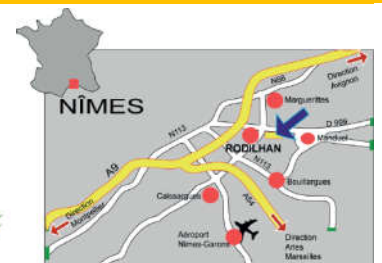 NÎMES
N86
Direction
Avignon
Marguerittes
N113
D 999
RODILHAN
Manduel
A9
N113
Bouillargues
Caissargues
A54
Direction
Montpellier
Aéroport
Nîmes-Garons
Direction
Arles
Marseilles